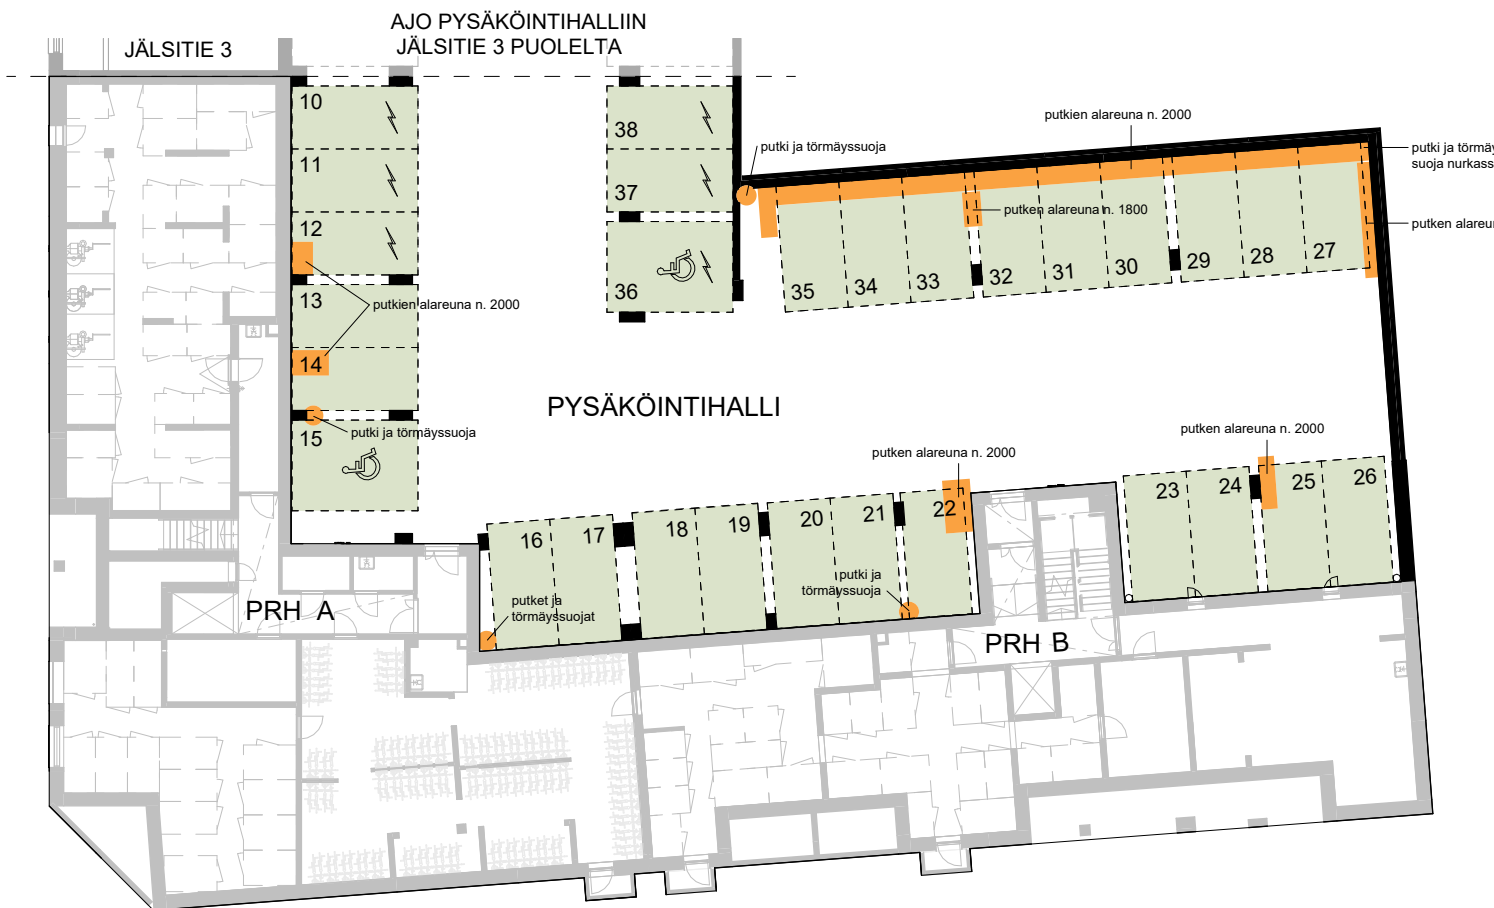 AJO PYSÄKÖINTIHALLIIN
JÄLSITIE 3 PUOLELTA
JÄLSITIE 3
10
11
12
13
14
15
38
37
36
putkien alareuna n. 2000
putki ja törmäyssuoja
putkien alareuna n. 2000
putki ja törmäy
suoja nurkass
putken alareun
putken alareuna n. 1800
35
34
33
32
31
30
29
28
27
PYSÄKÖINTIHALLI
putki ja törmäyssuoja
putken alareuna n. 2000
putken alareuna n. 2000
16
17
18
19
20
21
22
23
24
25
26
putket ja
törmäyssuojat
putki ja
törmäyssuoja
PRH A
PRH B